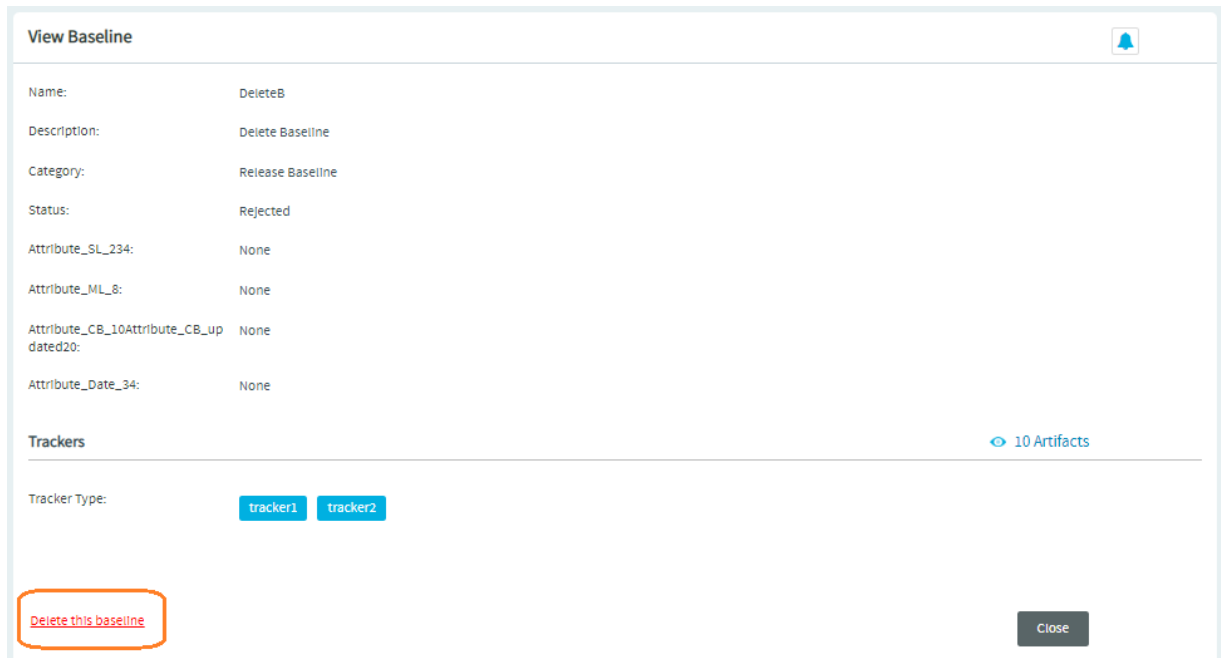 View Baseline
Name: DeleteB
Description: Delete Baseline
Category: Release Baseline
Status: Rejected
Attribute_SL_234: None
Attribute_ML_8: None
Attribute_CB_10Attribute_CB_up None
dated20:
Attribute_Date_34: None
Trackers 10 Artifacts
Tracker Type: tracker1 tracker2
Delete this baseline Close